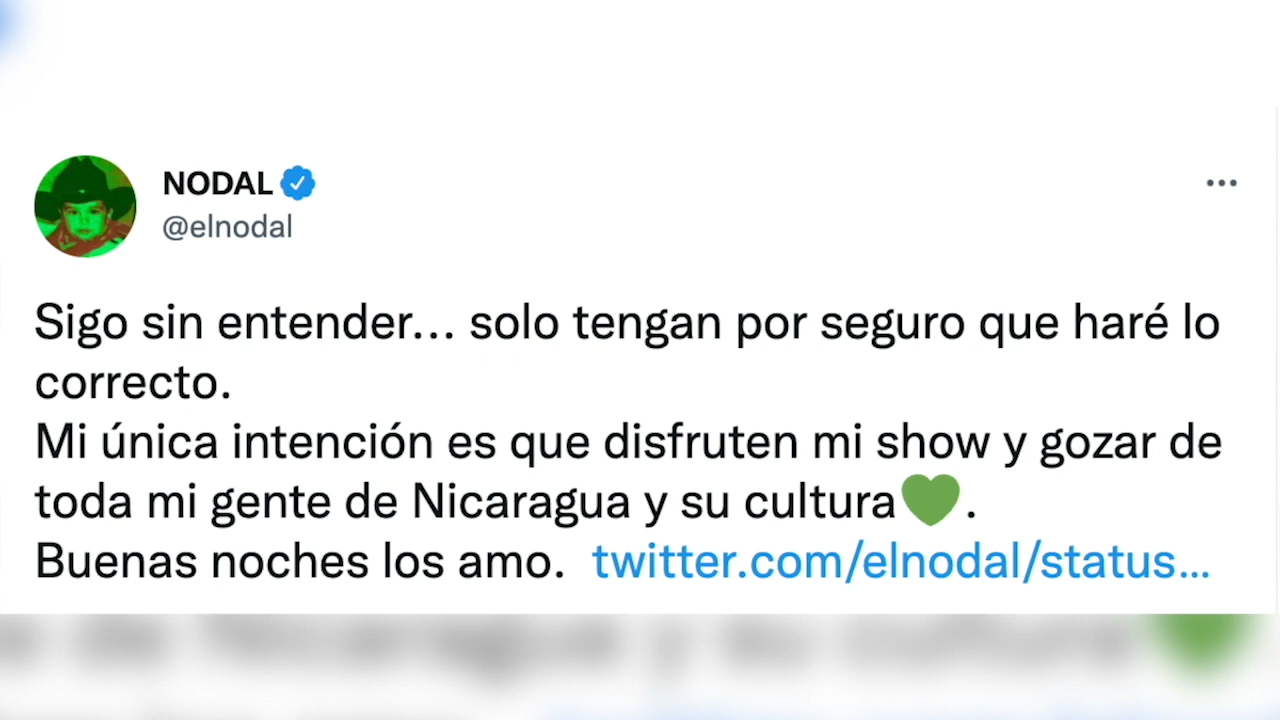 NODAL
@elnodal
Sigo sin entender... solo tengan por seguro que haré lo
correcto.
Mi única intención es que disfruten mi show y gozar de
toda mi gente de Nicaragua y su cultura💚.
Buenas noches los amo. twitter.com/elnodal/status...